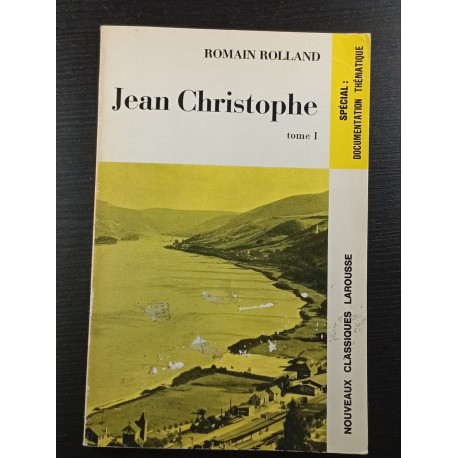 ROMAIN ROLLAND
Jean Christophe
tome I
SPÉCIAL :
DOCUMENTATION THÉMATIQUE
NOUVEAUX CLASSIQUES LAROUSSE